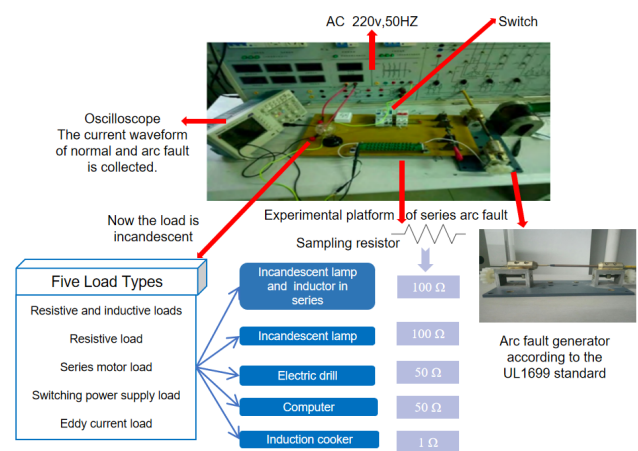 AC 220v,50HZ
Switch
Oscilloscope
The current waveform
of normal and arc fault
is collected.
Now the load is
incandescent
Experimental platform of series arc fault
Sampling resistor
Five Load Types
Resistive and inductive loads
Resistive load
Series motor load
Switching power supply load
Eddy current load
Incandescent lamp
and inductor in
series
100 Ω
Incandescent lamp
100 Ω
Electric drill
50 Ω
Computer
50 Ω
Induction cooker
1 Ω
Arc fault generator
according to the
UL1699 standard